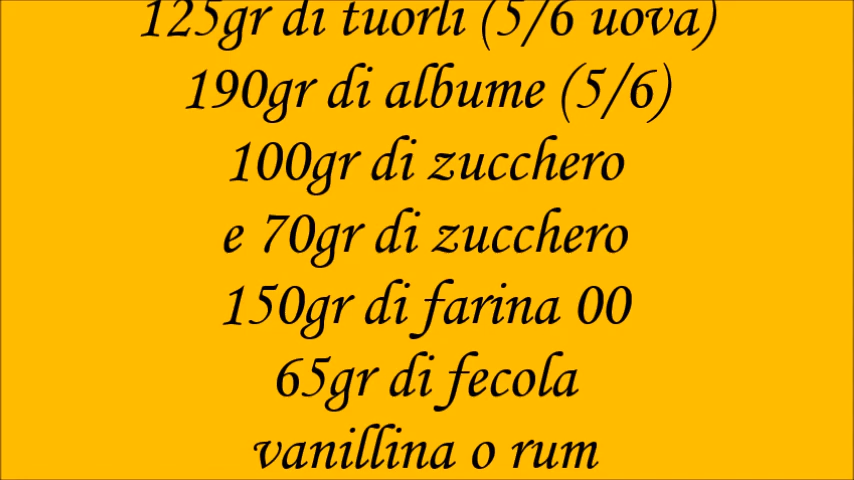 125gr di tuorli (5/6 uova)
190gr di albume (5/6)
100gr di zucchero
e 70gr di zucchero
150gr di farina 00
65gr di fecola
vanillina o rum